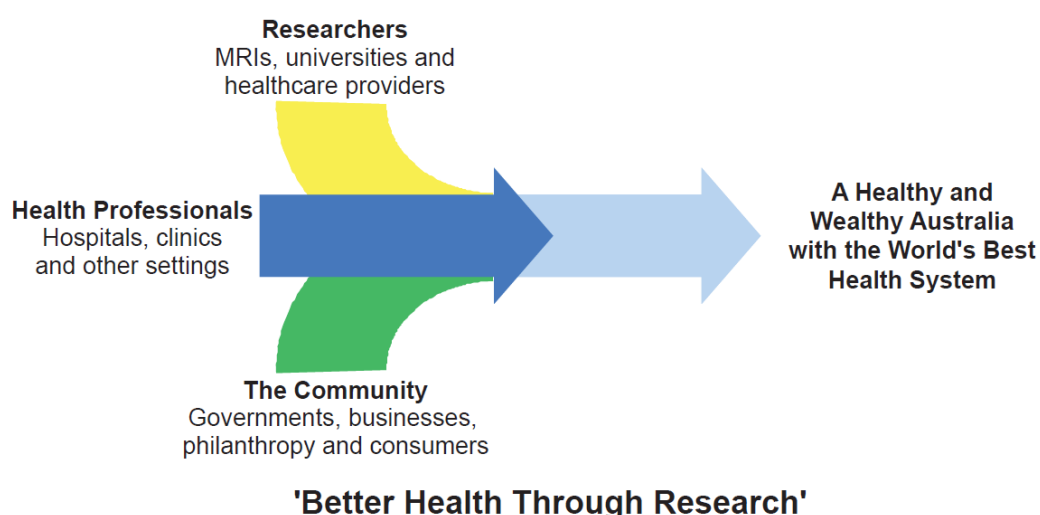 Researchers
MRIs, universities and
healthcare providers
Health Professionals
Hospitals, clinics
and other settings
A Healthy and
Wealthy Australia
with the World's Best
Health System
The Community
Governments, businesses,
philanthropy and consumers
'Better Health Through Research'